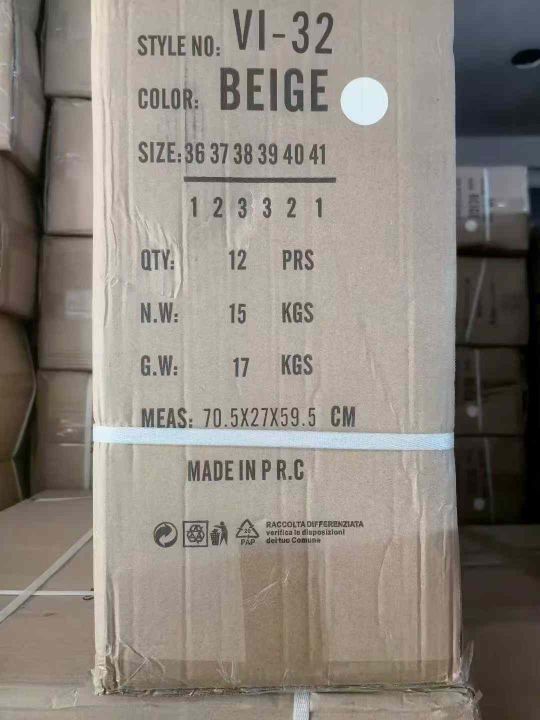 STYLE NO: VI-32
COLOR: BEIGE
SIZE: 36 37 38 39 40 41
1 2 3 3 2 1
QTY: 12 PRS
N.W: 15 KGS
G.W: 17 KGS
MEAS: 70.5X27X59.5 CM
MADE IN P R.C
RACCOLTA DIFFERENZIATA
verifica le disposizioni
del tuo Comune
20
PAP